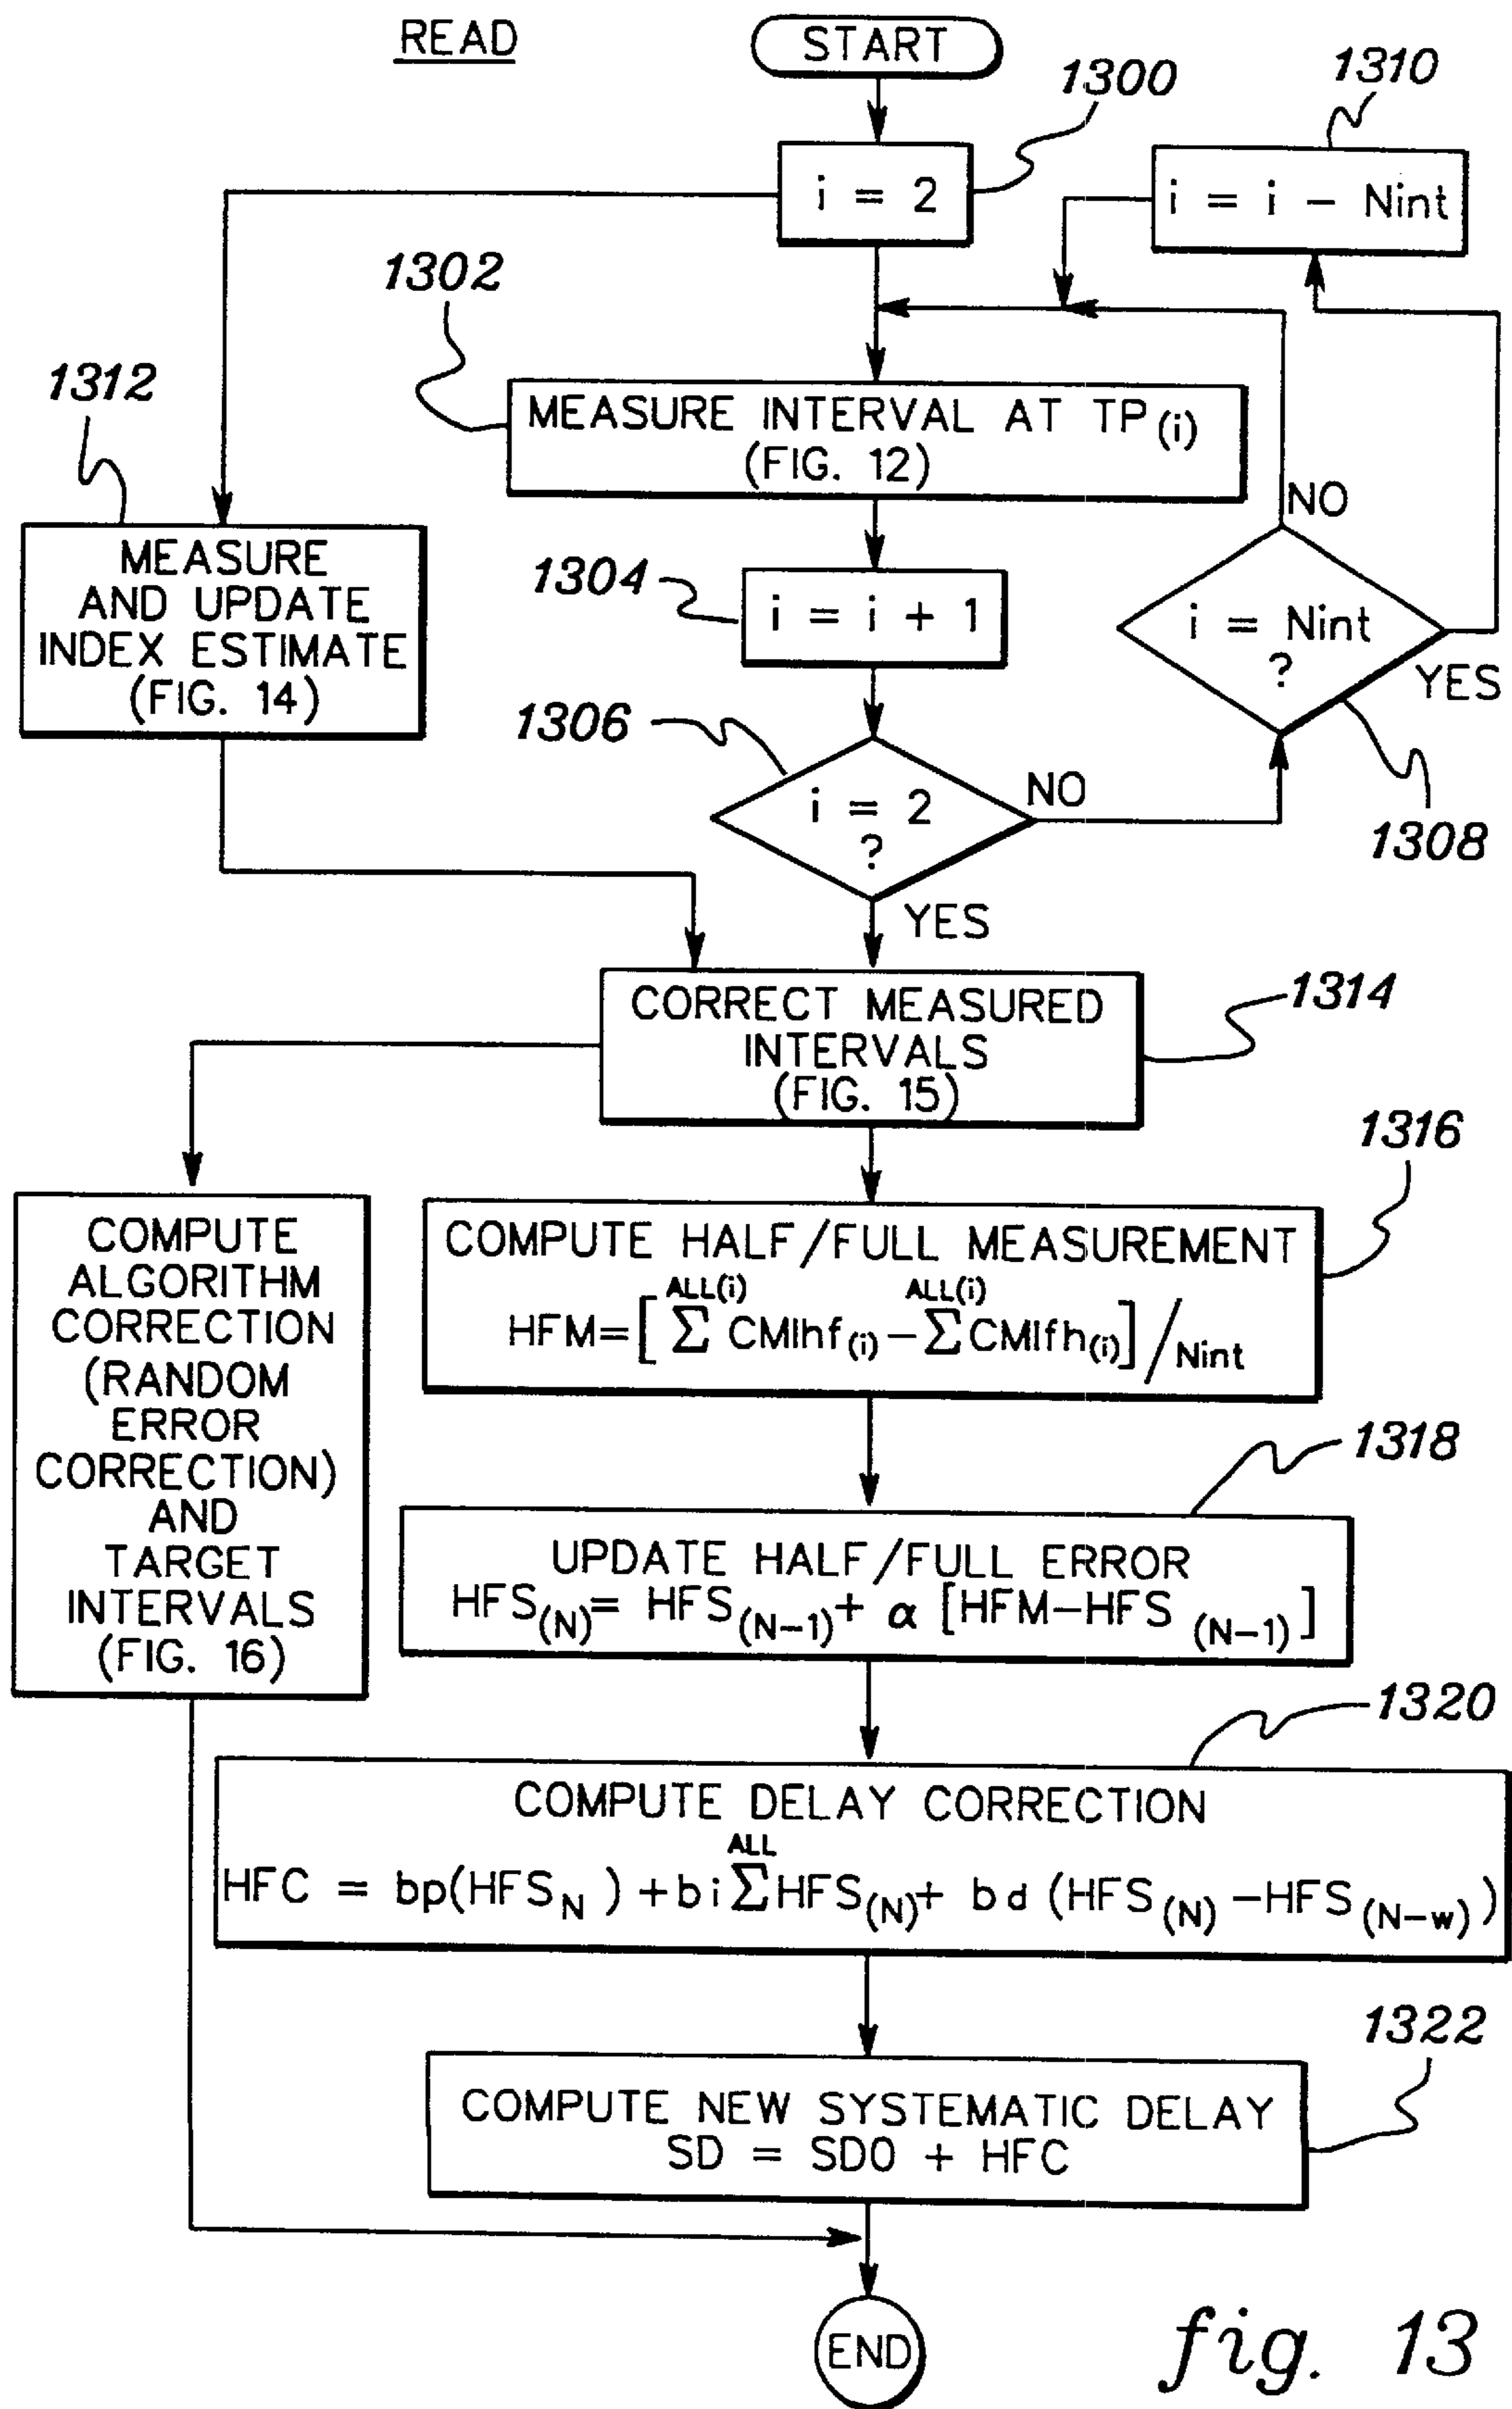 READ
START
1300
1310
i = 2
i = i - Nint
1302
1312
MEASURE INTERVAL AT TP(i)
(FIG. 12)
NO
MEASURE
AND UPDATE
INDEX ESTIMATE
(FIG. 14)
1304
i = i + 1
i = Nint
?
YES
1306
i = 2
?
NO
1308
YES
CORRECT MEASURED
INTERVALS
(FIG. 15)
1314
1316
COMPUTE
ALGORITHM
CORRECTION
(RANDOM
ERROR
CORRECTION)
AND
TARGET
INTERVALS
(FIG. 16)
COMPUTE HALF/FULL MEASUREMENT
ALL(i) ALL(i)
HFM=[ Σ CMIhf(i)-Σ CMIfh(i)]/Nint
1318
UPDATE HALF/FULL ERROR
HFS(N)= HFS(N-1)+ α [HFM-HFS (N-1)]
1320
COMPUTE DELAY CORRECTION
ALL
HFC = bp(HFSN) +bi Σ HFS(N)+ bd (HFS(N) -HFS(N-w))
1322
COMPUTE NEW SYSTEMATIC DELAY
SD = SD0 + HFC
END
fig. 13